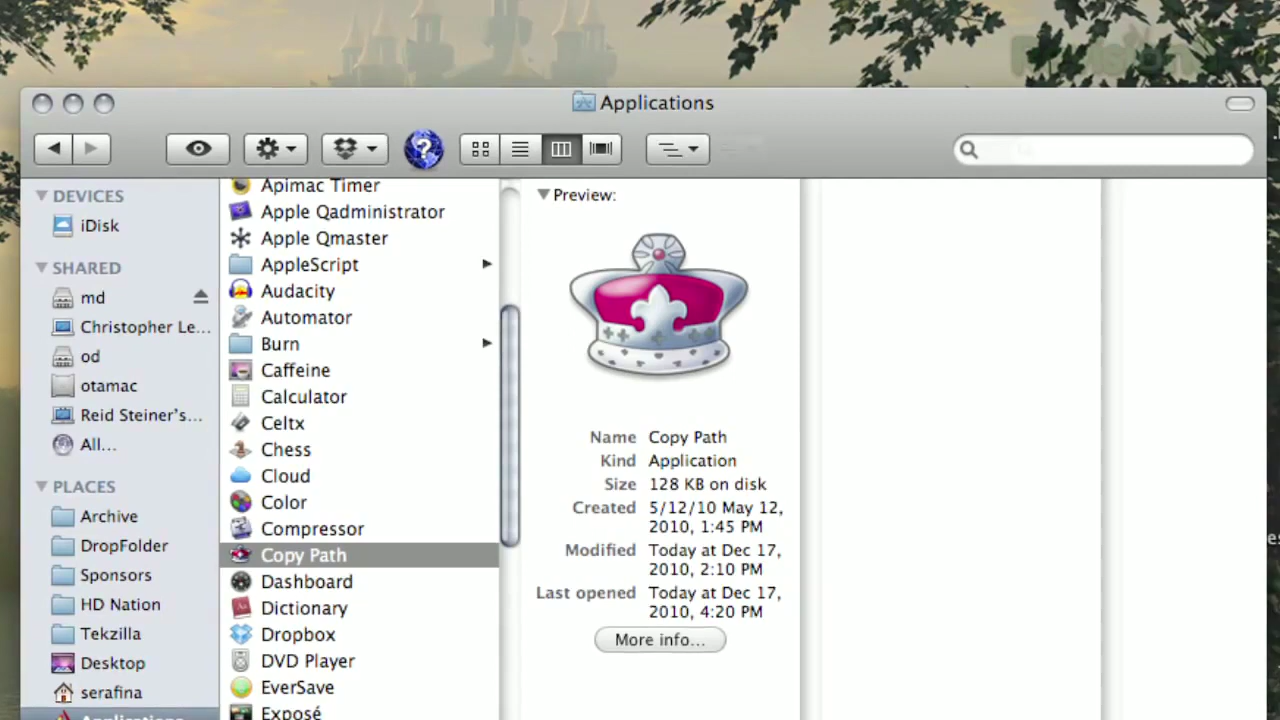 Applications
?
DEVICES
iDisk
SHARED
md
Christopher Le...
od
otamac
Reid Steiner's...
All...
PLACES
Archive
DropFolder
Sponsors
HD Nation
Tekzilla
Desktop
serafina
Applications
Apimac Timer
Apple Qadministrator
Apple Qmaster
AppleScript
Audacity
Automator
Burn
Caffeine
Calculator
Celtx
Chess
Cloud
Color
Compressor
Copy Path
Dashboard
Dictionary
Dropbox
DVD Player
EverSave
Exposé
Preview:
Name Copy Path
Kind Application
Size 128 KB on disk
Created 5/12/10 May 12,
2010, 1:45 PM
Modified Today at Dec 17,
2010, 2:10 PM
Last opened Today at Dec 17,
2010, 4:20 PM
More info...